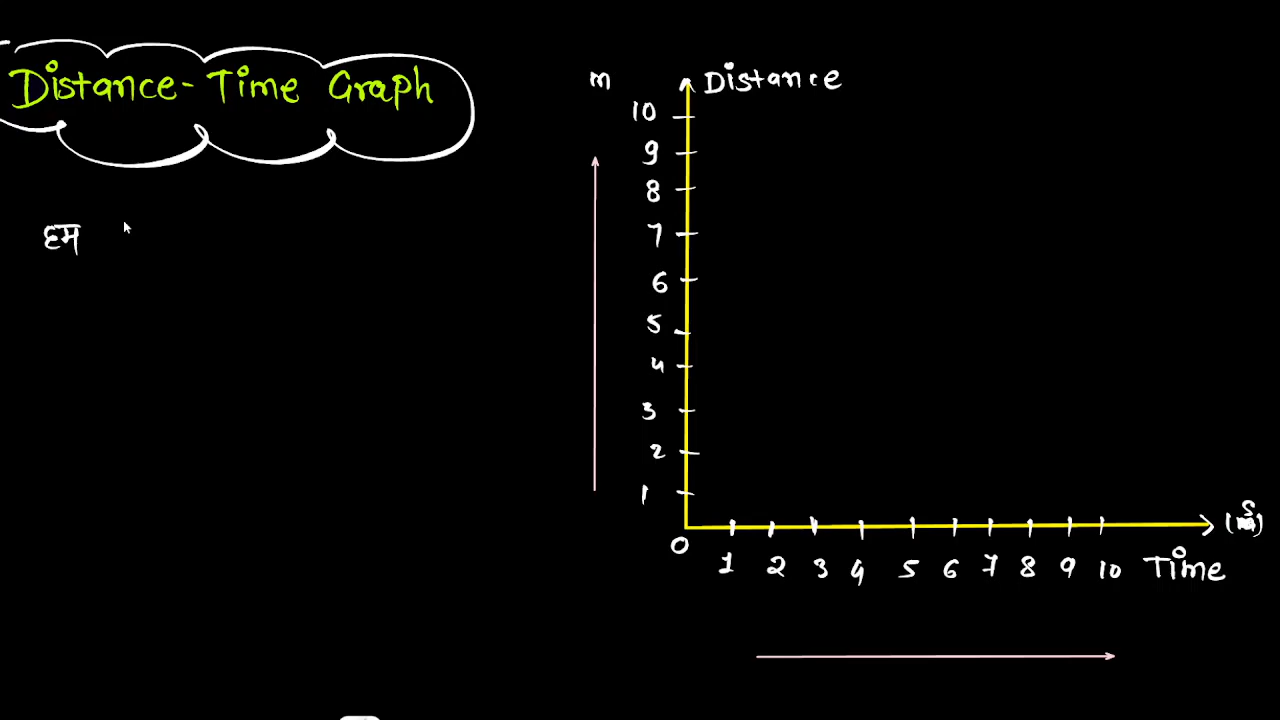 Distance-Time Graph
हम
m
Distance
10
9
8
7
6
5
4
3
2
1
0
1 2 3 4 5 6 7 8 9 10 Time
(s)